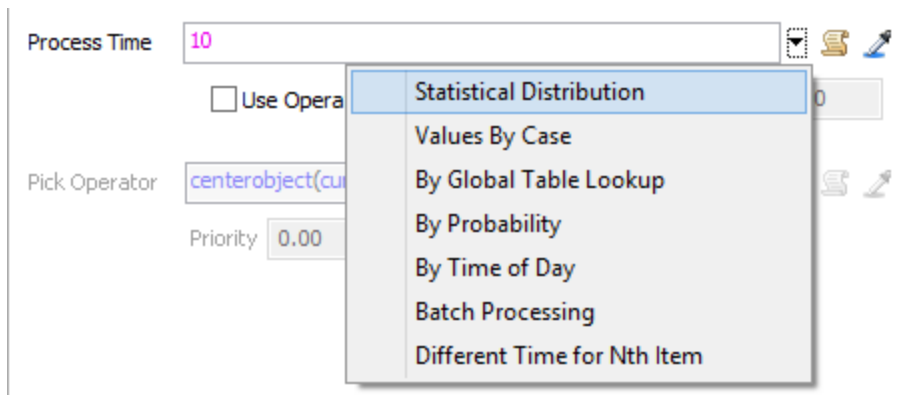 Process Time 10
Statistical Distribution
Use Opera 0
Values By Case
Pick Operator centerobject(cur By Global Table Lookup
By Probability
Priority 0.00
By Time of Day
Batch Processing
Different Time for Nth Item